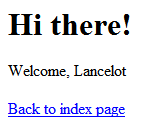 Hi there!
Welcome, Lancelot
Back to index page